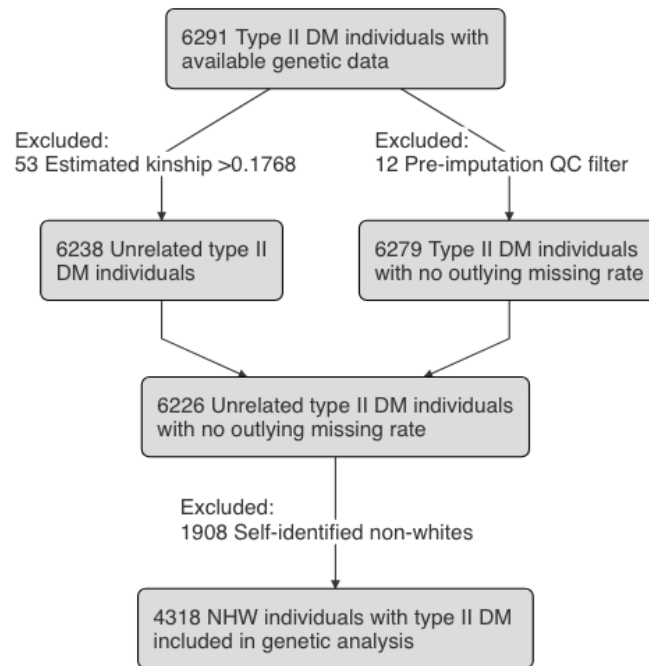 6291 Type II DM individuals with
available genetic data
Excluded:
53 Estimated kinship >0.1768
Excluded:
12 Pre-imputation QC filter
6238 Unrelated type II
DM individuals
6279 Type II DM individuals
with no outlying missing rate
6226 Unrelated type II DM individuals
with no outlying missing rate
Excluded:
1908 Self-identified non-whites
4318 NHW individuals with type II DM
included in genetic analysis